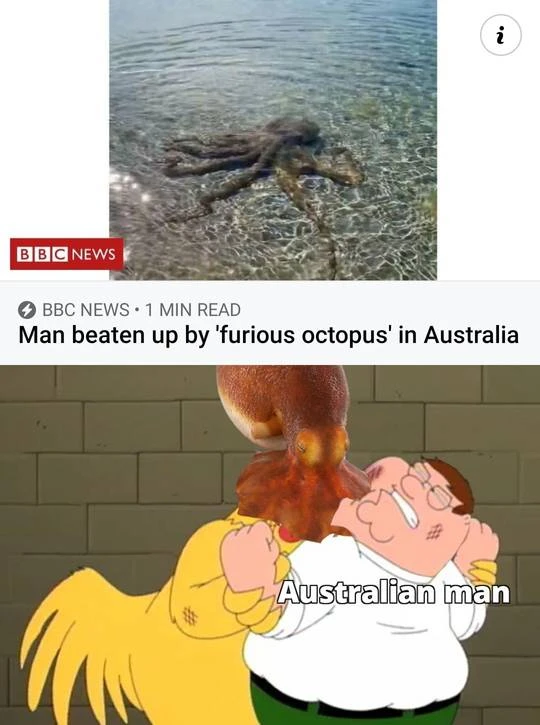 i
BBC NEWS
BBC NEWS • 1 MIN READ
Man beaten up by 'furious octopus' in Australia
Australian man